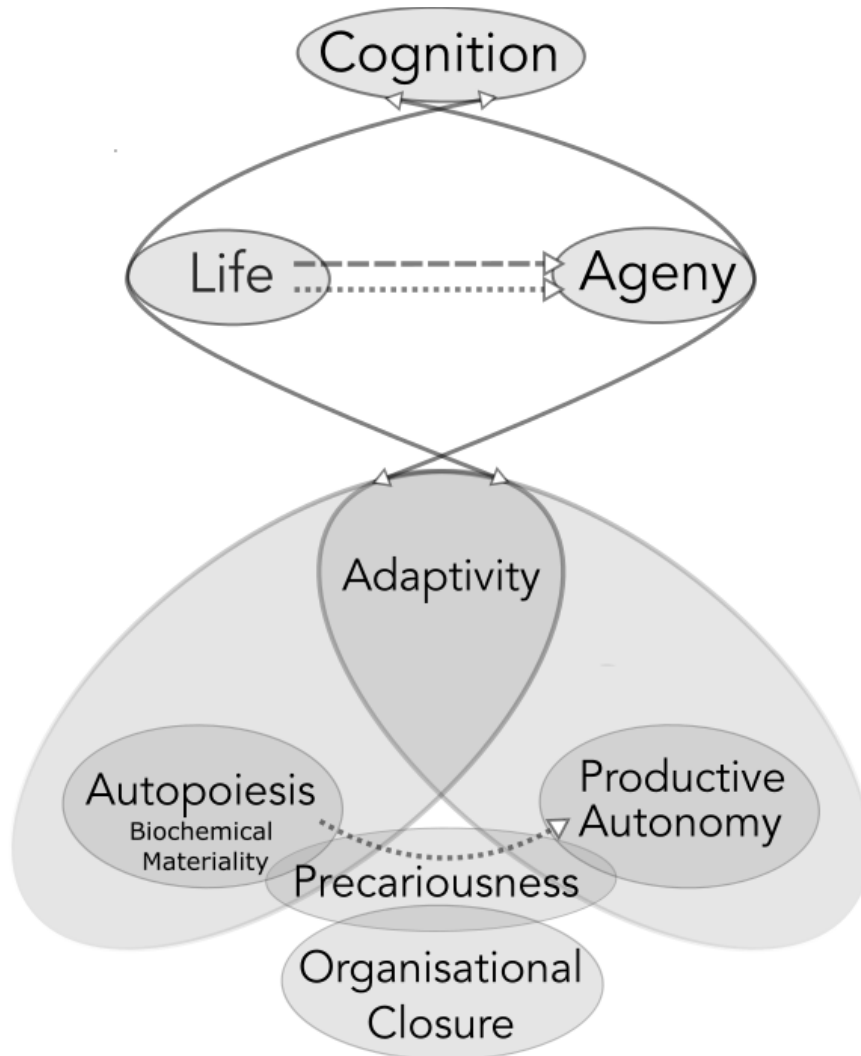 Cognition
Life
Ageny
Adaptivity
Autopoiesis
Biochemical
Materiality
Productive
Autonomy
Precariousness
Organisational
Closure